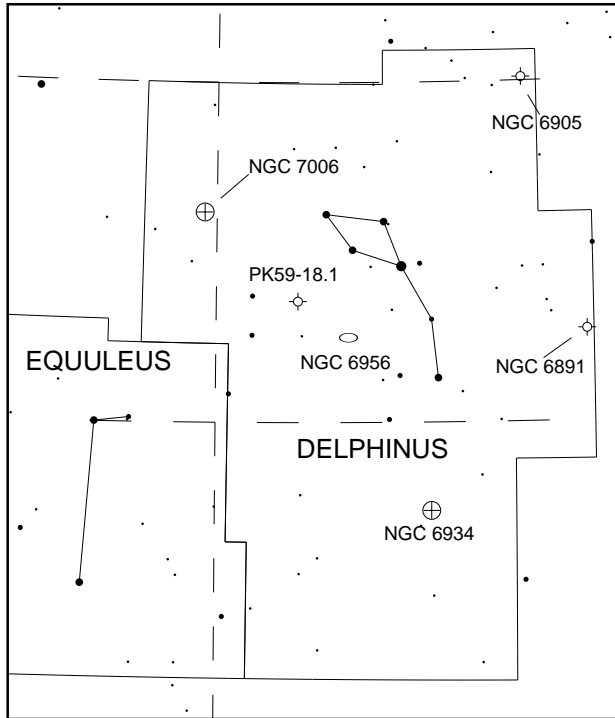 NGC 6905
NGC 7006
PK59-18.1
EQUULEUS
NGC 6956
NGC 6891
DELPHINUS
NGC 6934